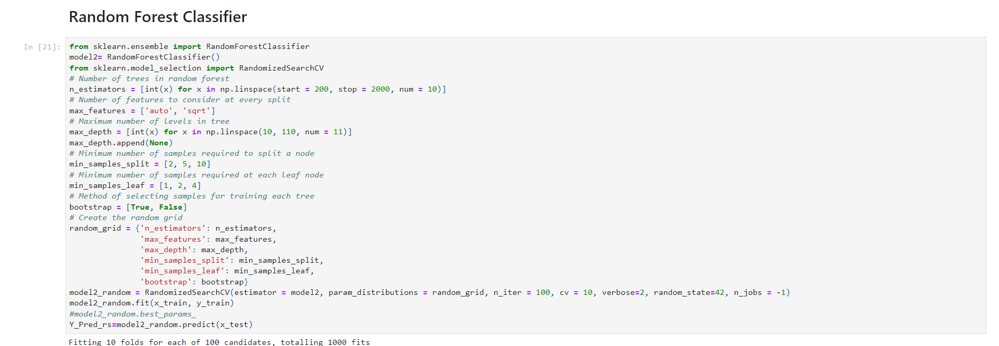 Random Forest Classifier
In [21]:
from sklearn.ensemble import RandomForestClassifier
model2= RandomForestClassifier()
from sklearn.model_selection import RandomizedSearchCV
# Number of trees in random forest
n_estimators = [int(x) for x in np.linspace(start = 200, stop = 2000, num = 10)]
# Number of features to consider at every split
max_features = ['auto', 'sqrt']
# Maximum number of levels in tree
max_depth = [int(x) for x in np.linspace(10, 110, num = 11)]
max_depth.append(None)
# Minimum number of samples required to split a node
min_samples_split = [2, 5, 10]
# Minimum number of samples required at each leaf node
min_samples_leaf = [1, 2, 4]
# Method of selecting samples for training each tree
bootstrap = [True, False]
# Create the random grid
random_grid = {'n_estimators': n_estimators,
               'max_features': max_features,
               'max_depth': max_depth,
               'min_samples_split': min_samples_split,
               'min_samples_leaf': min_samples_leaf,
               'bootstrap': bootstrap}
model2_random = RandomizedSearchCV(estimator = model2, param_distributions = random_grid, n_iter = 100, cv = 10, verbose=2, random_state=42, n_jobs = -1)
model2_random.fit(x_train, y_train)
#model2_random.best_params_
Y_Pred_rs=model2_random.predict(x_test)
Fitting 10 folds for each of 100 candidates, totalling 1000 fits